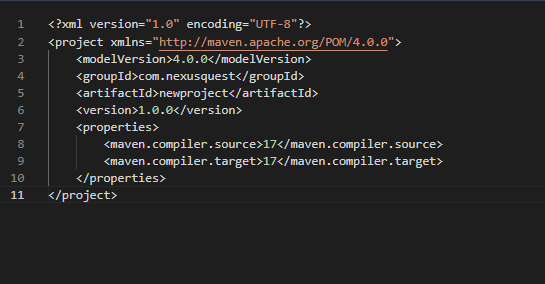 1 <?xml version="1.0" encoding="UTF-8"?>
2 <project xmlns="http://maven.apache.org/POM/4.0.0">
3     <modelVersion>4.0.0</modelVersion>
4     <groupId>com.nexusquest</groupId>
5     <artifactId>newproject</artifactId>
6     <version>1.0.0</version>
7     <properties>
8         <maven.compiler.source>17</maven.compiler.source>
9         <maven.compiler.target>17</maven.compiler.target>
10     </properties>
11 </project>